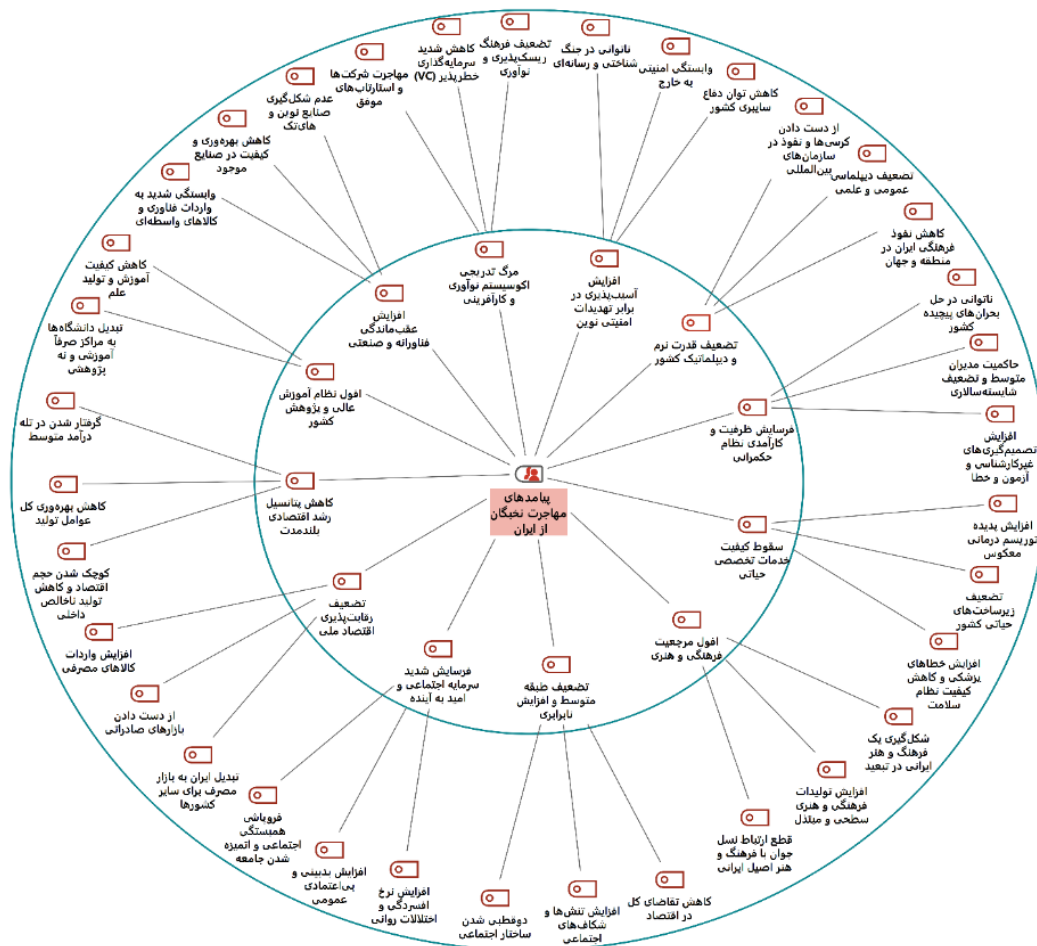 پیامدهای
مهاجرت نخبگان
از ایران
مرگ تدریجی
اکوسیستم نوآوری
و کارآفرینی
تضعیف فرهنگ
ریسک‌پذیری و
نوآوری
کاهش شدید
سرمایه‌گذاری
خطرپذیر (VC)
مهاجرت شرکت‌ها
و استارتاپ‌های
موفق
افزایش
آسیب‌پذیری در
برابر تهدیدات
امنیتی نوین
ناتوانی در جنگ
شناختی و رسانه‌ای
وابستگی امنیتی
به خارج
کاهش توان دفاع
سایبری کشور
تضعیف قدرت نرم
و دیپلماتیک کشور
از دست دادن
کرسی‌ها و نفوذ در
سازمان‌های
بین‌المللی
تضعیف دیپلماسی
عمومی و علمی
کاهش نفوذ
فرهنگی ایران در
منطقه و جهان
فرسایش ظرفیت و
کارآمدی نظام
حکمرانی
ناتوانی در حل
بحران‌های پیچیده
کشور
حاکمیت مدیران
متوسط و تضعیف
شایسته‌سالاری
افزایش
تصمیم‌گیری‌های
غیرکارشناسی و
آزمون و خطا
سقوط کیفیت
خدمات تخصصی
حیاتی
افزایش پدیده
توریسم درمانی
معکوس
تضعیف
زیرساخت‌های
حیاتی کشور
افزایش خطاهای
پزشکی و کاهش
کیفیت نظام
سلامت
افول مرجعیت
فرهنگی و هنری
شکل‌گیری یک
فرهنگ و هنر
ایرانی در تبعید
افزایش تولیدات
فرهنگی و هنری
سطحی و مبتذل
قطع ارتباط نسل
جوان با فرهنگ و
هنر اصیل ایرانی
تضعیف طبقه
متوسط و افزایش
نابرابری
کاهش تقاضای کل
در اقتصاد
افزایش تنش‌ها و
شکاف‌های
اجتماعی
دوقطبی شدن
ساختار اجتماعی
فرسایش شدید
سرمایه اجتماعی و
امید به آینده
افزایش نرخ
افسردگی و
اختلالات روانی
افزایش بدبینی و
بی‌اعتمادی
عمومی
فروپاشی
همبستگی
اجتماعی و اتمیزه
شدن جامعه
تضعیف
رقابت‌پذیری
اقتصاد ملی
تبدیل ایران به بازار
مصرف برای سایر
کشورها
از دست دادن
بازارهای صادراتی
افزایش واردات
کالاهای مصرفی
کاهش پتانسیل
رشد اقتصادی
بلندمدت
کوچک شدن حجم
اقتصاد و کاهش
تولید ناخالص
داخلی
کاهش بهره‌وری کل
عوامل تولید
گرفتار شدن در تله
درآمد متوسط
افول نظام آموزش
عالی و پژوهش
کشور
تبدیل دانشگاه‌ها
به مراکز صرفاً
آموزشی و نه
پژوهشی
کاهش کیفیت
آموزش و تولید
علم
افزایش
عقب‌ماندگی
فناورانه و صنعتی
وابستگی شدید به
واردات فناوری و
کالاهای واسطه‌ای
کاهش بهره‌وری و
کیفیت در صنایع
موجود
عدم شکل‌گیری
صنایع نوین و
های‌تک